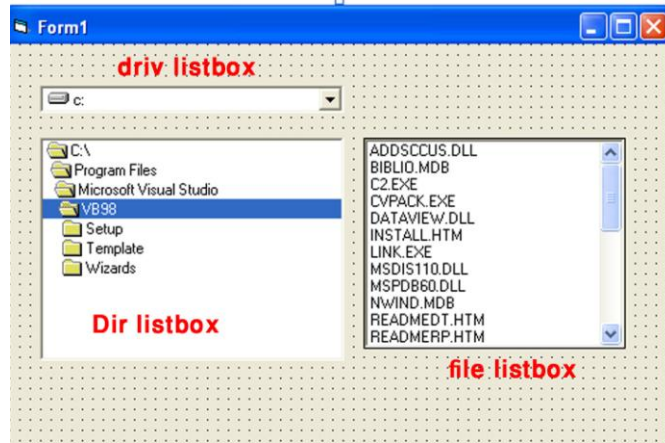 Form1
driv listbox
c:
C:\
Program Files
Microsoft Visual Studio
VB98
Setup
Template
Wizards
Dir listbox
ADDSCCUS.DLL
BIBLIO.MDB
C2.EXE
CVPACK.EXE
DATAVIEW.DLL
INSTALL.HTM
LINK.EXE
MSDIS110.DLL
MSPDB60.DLL
NWIND.MDB
READMEDT.HTM
READMERP.HTM
file listbox